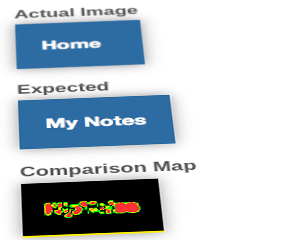 Actual Image
Home
Expected
My Notes
Comparison Map